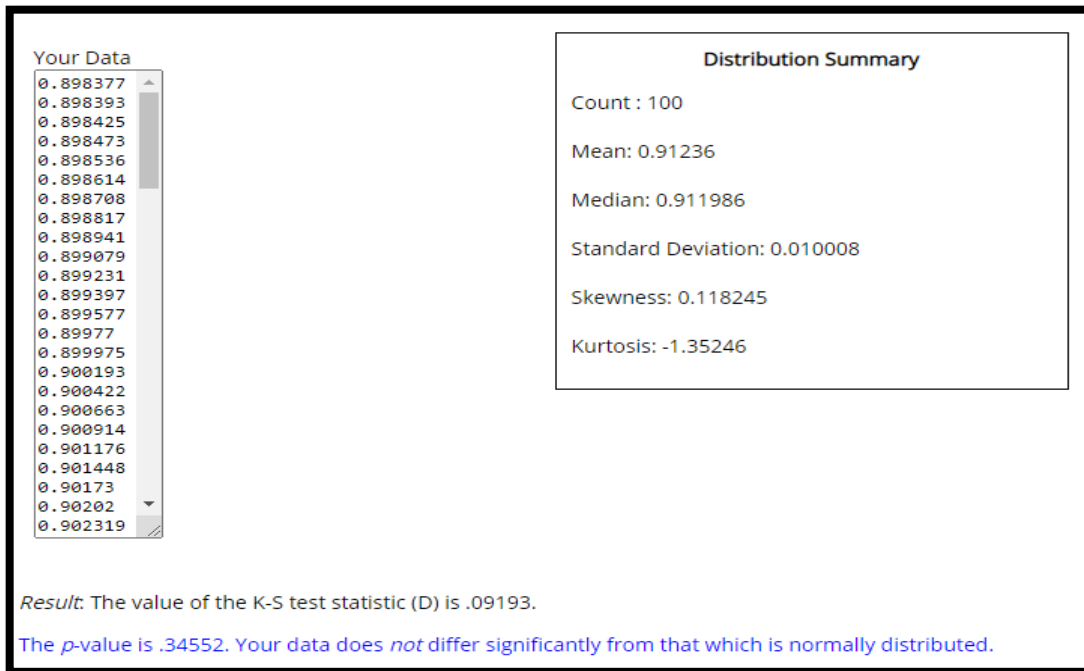 Your Data
0.898377
0.898393
0.898425
0.898473
0.898536
0.898614
0.898708
0.898817
0.898941
0.899079
0.899231
0.899397
0.899577
0.89977
0.899975
0.900193
0.900422
0.900663
0.900914
0.901176
0.901448
0.90173
0.90202
0.902319
Distribution Summary
Count : 100
Mean: 0.91236
Median: 0.911986
Standard Deviation: 0.010008
Skewness: 0.118245
Kurtosis: -1.35246
Result: The value of the K-S test statistic (D) is .09193.
The p-value is .34552. Your data does not differ significantly from that which is normally distributed.